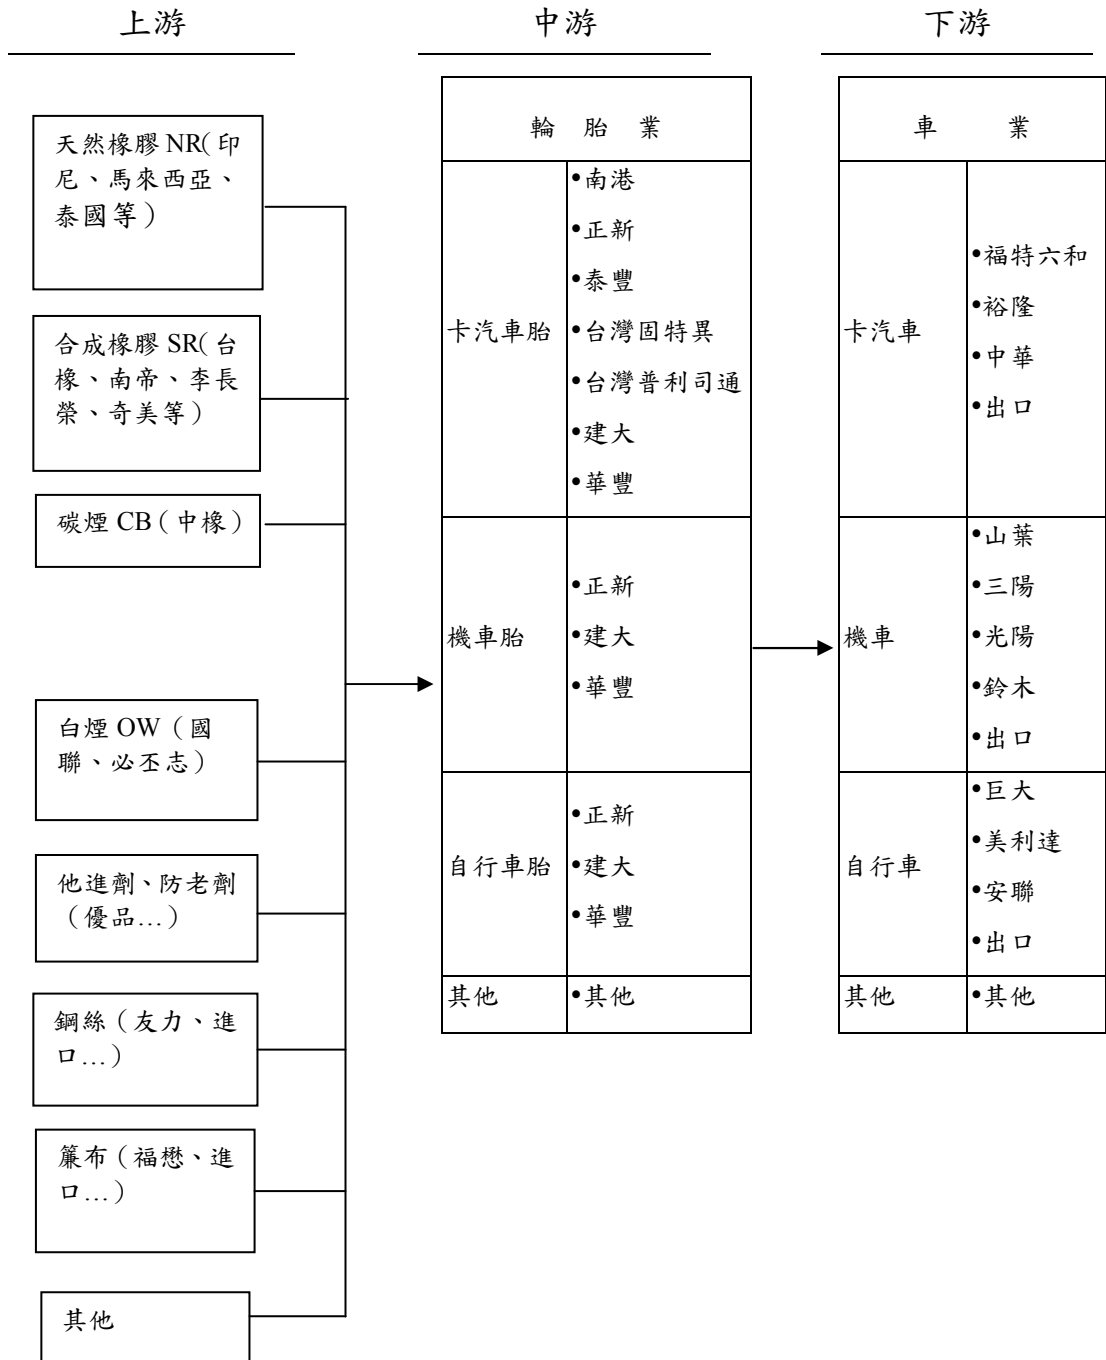 上游
中游
下游
天然橡膠 NR(印
尼、馬來西亞、
泰國等)
合成橡膠 SR(台
橡、南帝、李長
榮、奇美等)
碳煙 CB(中橡)
白煙 OW(國
聯、必丕志)
他進劑、防老劑
(優品…)
鋼絲(友力、進
口…)
簾布(福懋、進
口…)
其他
輪 胎 業
卡汽車胎
•南港
•正新
•泰豐
•台灣固特異
•台灣普利司通
•建大
•華豐
機車胎
•正新
•建大
•華豐
自行車胎
•正新
•建大
•華豐
其他
•其他
車 業
卡汽車
•福特六和
•裕隆
•中華
•出口
機車
•山葉
•三陽
•光陽
•鈴木
•出口
自行車
•巨大
•美利達
•安聯
•出口
其他
•其他